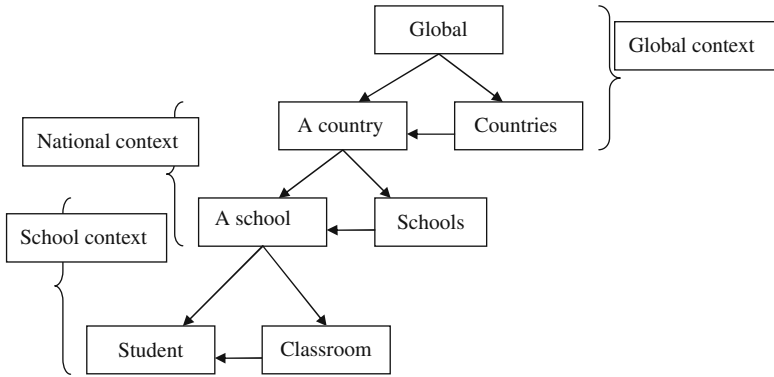 Global
Global context
A country
Countries
National context
A school
Schools
School context
Student
Classroom